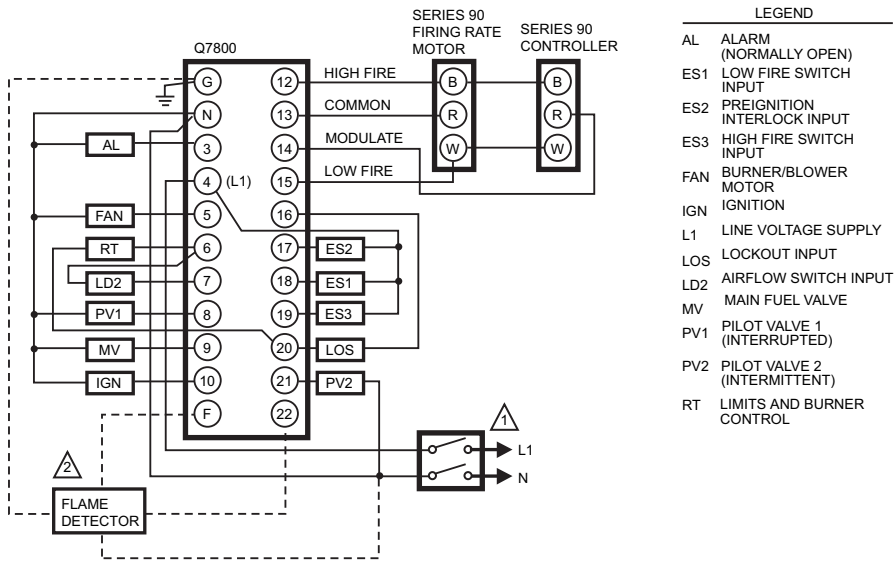 SERIES 90
FIRING RATE
MOTOR
SERIES 90
CONTROLLER
Q7800
G
12
HIGH FIRE
B
B
N
13
COMMON
R
R
AL
3
14
MODULATE
W
W
4
(L1)
15
LOW FIRE
FAN
5
16
RT
6
17
ES2
LD2
7
18
ES1
PV1
8
19
ES3
MV
9
20
LOS
IGN
10
21
PV2
F
22
1
L1
N
2
FLAME
DETECTOR
LEGEND
AL ALARM
(NORMALLY OPEN)
ES1 LOW FIRE SWITCH
INPUT
ES2 PREIGNITION
INTERLOCK INPUT
ES3 HIGH FIRE SWITCH
INPUT
FAN BURNER/BLOWER
MOTOR
IGN IGNITION
L1 LINE VOLTAGE SUPPLY
LOS LOCKOUT INPUT
LD2 AIRFLOW SWITCH INPUT
MV MAIN FUEL VALVE
PV1 PILOT VALVE 1
(INTERRUPTED)
PV2 PILOT VALVE 2
(INTERMITTENT)
RT LIMITS AND BURNER
CONTROL